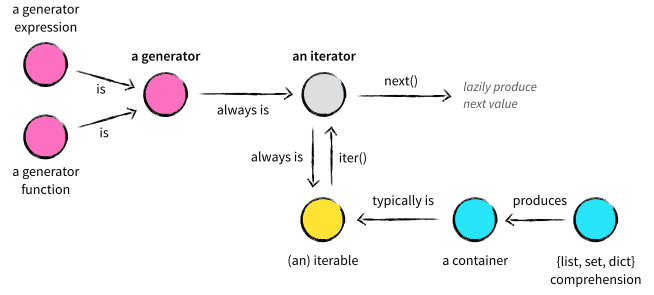 a generator
expression
is
is
a generator
function
a generator
always is
an iterator
next()
lazily produce
next value
always is
iter()
(an) iterable
typically is
a container
produces
{list, set, dict}
comprehension